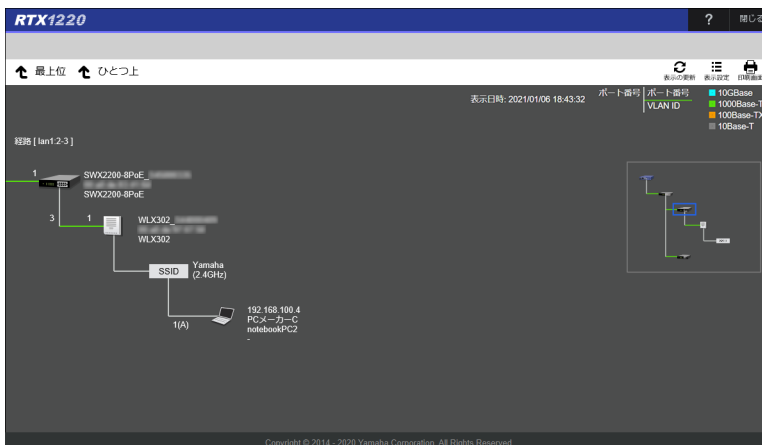 RTX1220
?
閉じる
最上位 ひとつ上
表示の更新 表示設定 印刷画面
表示日時: 2021/01/06 18:43:32
ポート番号 ポート番号
VLAN ID
10GBase
1000Base-T
100Base-TX
10Base-T
経路 [ lan1:2-3 ]
1
SWX2200-8PoE_
SWX2200-8PoE
3
1
WLX302_
WLX302
SSID
Yamaha
(2.4GHz)
1(A)
192.168.100.4
PCメーカーC
notebookPC2
-
Copyright © 2014 - 2020 Yamaha Corporation. All Rights Reserved.